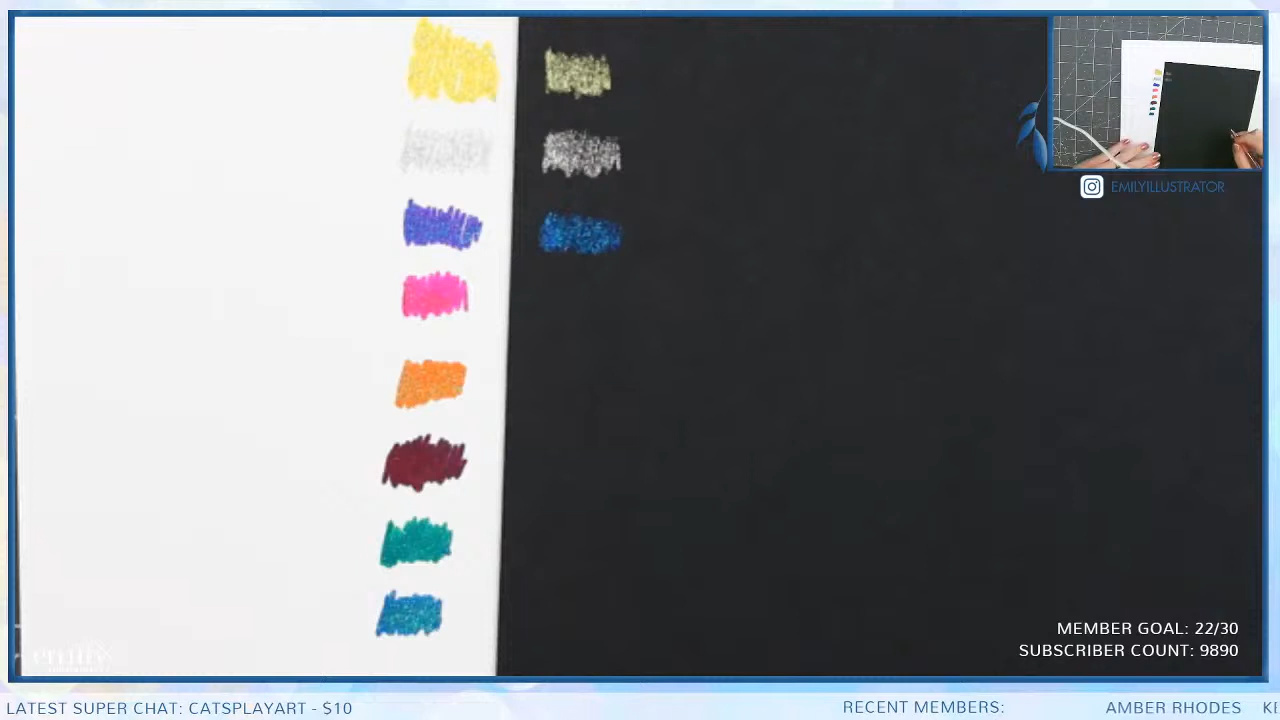 EMILYILLUSTRATOR
MEMBER GOAL: 22/30
SUBSCRIBER COUNT: 9890
LATEST SUPER CHAT: CATSPLAYART - $10
RECENT MEMBERS:
AMBER RHODES